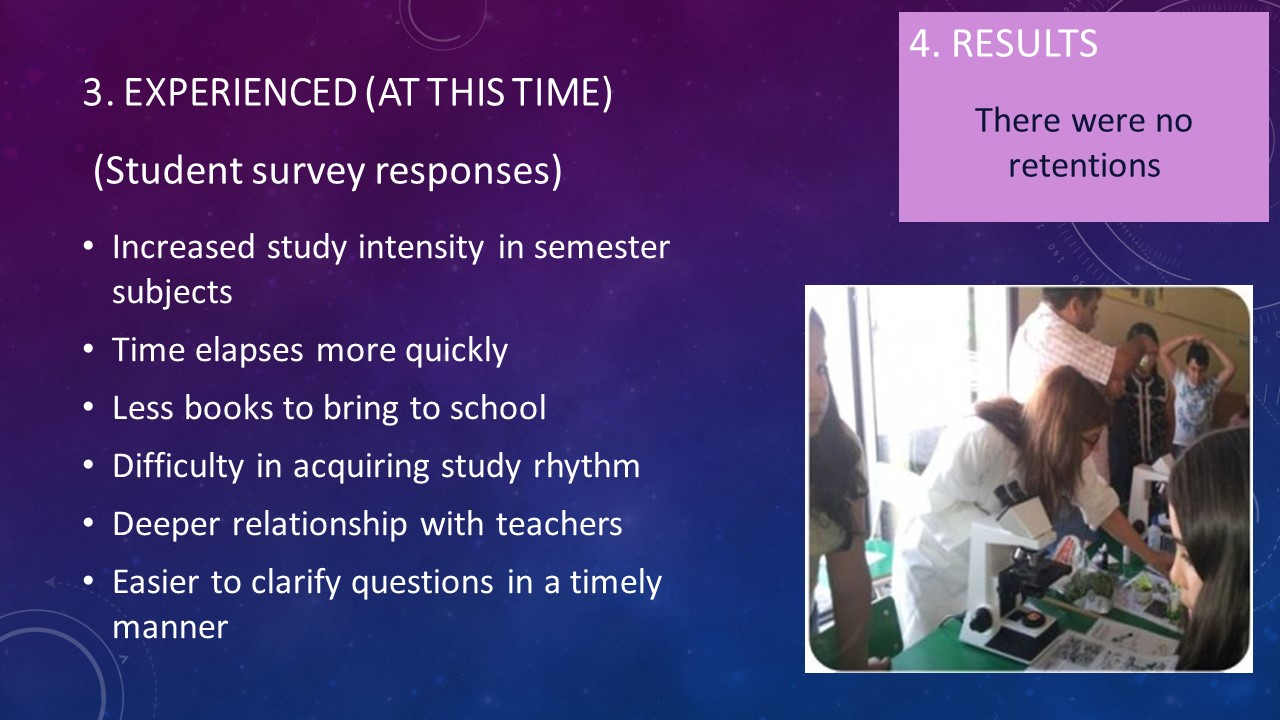 3. EXPERIENCED (AT THIS TIME)
(Student survey responses)
• Increased study intensity in semester
subjects
• Time elapses more quickly
• Less books to bring to school
• Difficulty in acquiring study rhythm
• Deeper relationship with teachers
• Easier to clarify questions in a timely
manner
4. RESULTS
There were no
retentions